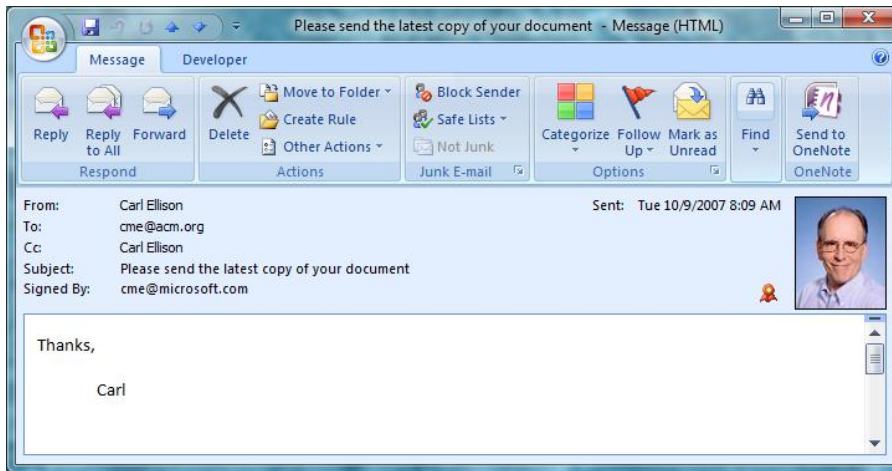 Please send the latest copy of your document - Message (HTML)
Message Developer
Reply
Reply to All
Forward
Respond
Delete
Move to Folder
Create Rule
Other Actions
Actions
Block Sender
Safe Lists
Not Junk
Junk E-mail
Categorize
Follow Up
Mark as Unread
Options
Find
Send to OneNote
OneNote
From: Carl Ellison
Sent: Tue 10/9/2007 8:09 AM
To: cme@acm.org
Cc: Carl Ellison
Subject: Please send the latest copy of your document
Signed By: cme@microsoft.com
Thanks,
Carl